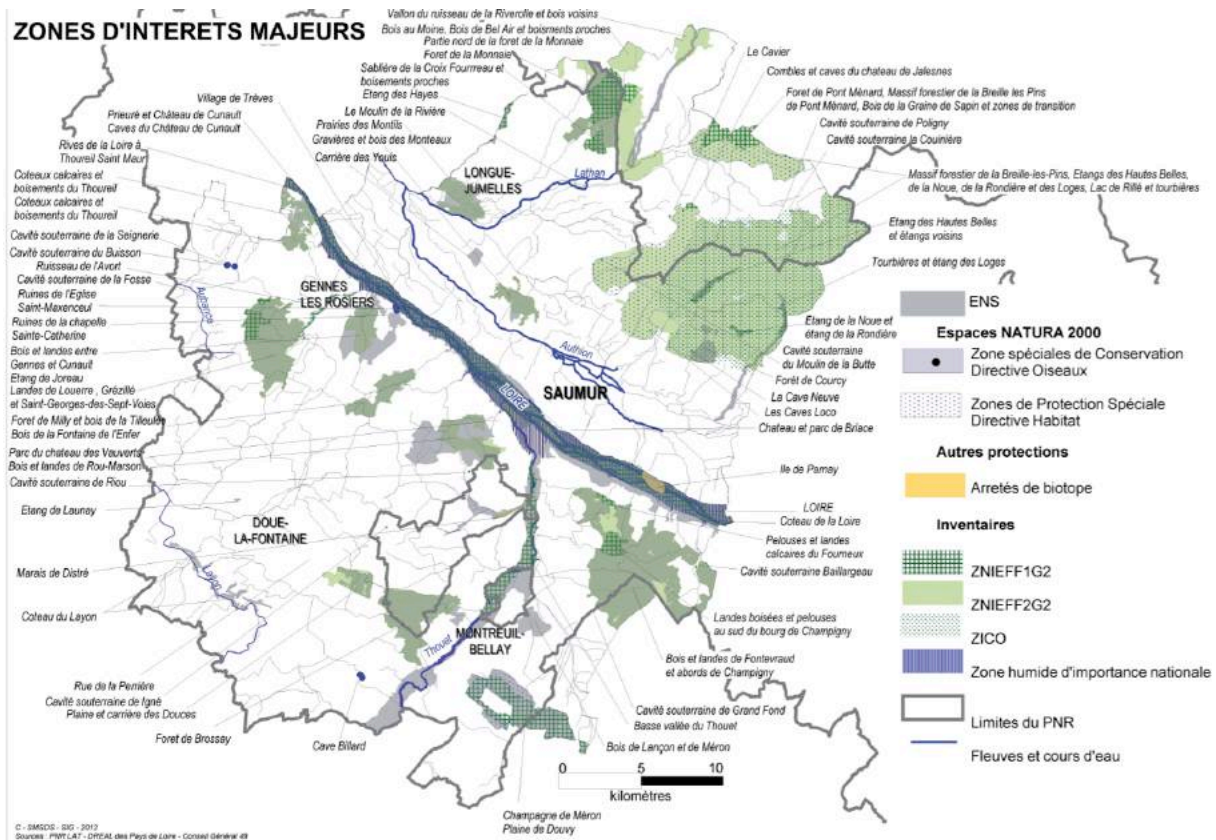 ZONES D'INTERETS MAJEURS
Vallon du ruisseau de la Riverolle et bois voisins
Bois au Moine, Bois de Bel Air et boisments proches
Partie nord de la foret de la Monnaie
Foret de la Monnaie
Sablière de la Croix Fourrreau et
boisements proches
Etang des Hayes
Le Moulin de la Rivière
Prairies des Montils
Gravières et bois des Monteaux
Carrière des Youis
Village de Trèves
Prieuré et Château de Cunault
Caves du Château de Cunault
Rives de la Loire à
Thoureil Saint Maur
Coteaux calcaires et
boisements du Thoureil
Coteaux calcaires et
boisements du Thoureil
Cavité souterraine de la Seignerie
Cavité souterraine du Buisson
Ruisseau de l'Avort
Cavité souterraine de la Fosse
Ruines de l'Eglise
Saint-Maxenceul
Ruines de la chapelle
Sainte-Catherine
Bois et landes entre
Gennes et Cunault
Etang de Joreau
Landes de Louerre , Grézillé
et Saint-Georges-des-Sept-Voies
Foret de Milly et bois de la Tilleulée
Bois de la Fontaine de l'Enfer
Parc du chateau des Vauverts
Bois et landes de Rou-Marson
Cavité souterraine de Riou
Etang de Launay
Marais de Distré
Coteau du Layon
Rue de la Perrière
Cavité souterraine de Igné
Plaine et carrière des Douces
Foret de Brossay
Cave Billard
Le Cavier
Combles et caves du chateau de Jalesnes
Foret de Pont Ménard, Massif forestier de la Breille les Pins
de Pont Ménard, Bois de la Graine de Sapin et zones de transition
Cavité souterraine de Poligny
Cavité souterraine la Couinière
Massif forestier de la Breille-les-Pins, Etangs des Hautes Belles,
de la Noue, de la Rondière et des Loges, Lac de Rillé et tourbières
Etang des Hautes Belles
et étangs voisins
Tourbières et étang des Loges
Etang de la Noue et
étang de la Rondière
Cavité souterraine
du Moulin de la Butte
Forêt de Courcy
La Cave Neuve
Les Caves Loco
Chateau et parc de Briace
Ile de Parnay
LOIRE
Coteau de la Loire
Pelouses et landes
calcaires du Fourneux
Cavité souterraine Baillargeau
Landes boisées et pelouses
au sud du bourg de Champigny
Bois et landes de Fontevraud
et abords de Champigny
Cavité souterraine de Grand Fond
Basse vallée du Thouet
Bois de Lançon et de Méron
Champagne de Méron
Plaine de Douvy
LONGUE-
JUMELLES
Lathan
GENNES
LES ROSIERS
Aubance
Authion
LOIRE
SAUMUR
DOUE-
LA-FONTAINE
Layon
MONTREUIL-
BELLAY
Thouet
0 5 10
kilomètres
ENS
Espaces NATURA 2000
Zone spéciales de Conservation
Directive Oiseaux
Zones de Protection Spéciale
Directive Habitat
Autres protections
Arretés de biotope
Inventaires
ZNIEFF1G2
ZNIEFF2G2
ZICO
Zone humide d'importance nationale
Limites du PNR
Fleuves et cours d'eau
C - SMSDS - SIG - 2012
Sources : PNR LAT - DREAL des Pays de Loire - Conseil Général 49